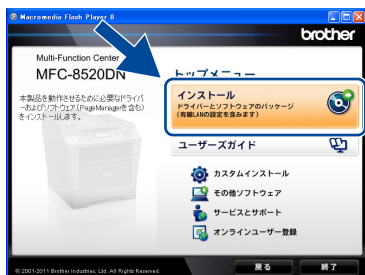 Macromedia Flash Player 8
brother
Multi-Function Center
MFC-8520DN
トップメニュー
本製品を動作させるために必要なドライバ
ーおよびソフトウェア(PageManagerを含む)
をインストールします。
インストール
ドライバーとソフトウェアのパッケージ
(有線LANの設定を含みます)
ユーザーズガイド
カスタムインストール
その他ソフトウェア
サービスとサポート
オンラインユーザー登録
© 2001-2011 Brother Industries, Ltd. All Rights Reserved.
戻る
終了